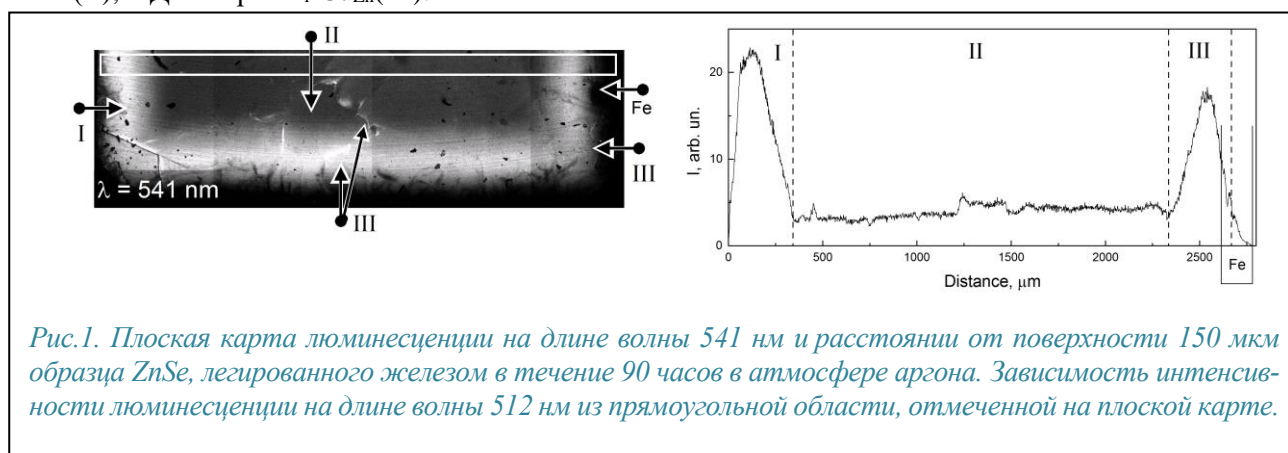 II
I
Fe
III
III
λ = 541 nm
I
II
III
20
10
0
I, arb. un.
0
500
1000
1500
2000
2500
Fe
Distance, μm
Рис.1. Плоская карта люминесценции на длине волны 541 нм и расстоянии от поверхности 150 мкм
образца ZnSe, легированного железом в течение 90 часов в атмосфере аргона. Зависимость интенсив-
ности люминесценции на длине волны 512 нм из прямоугольной области, отмеченной на плоской карте.